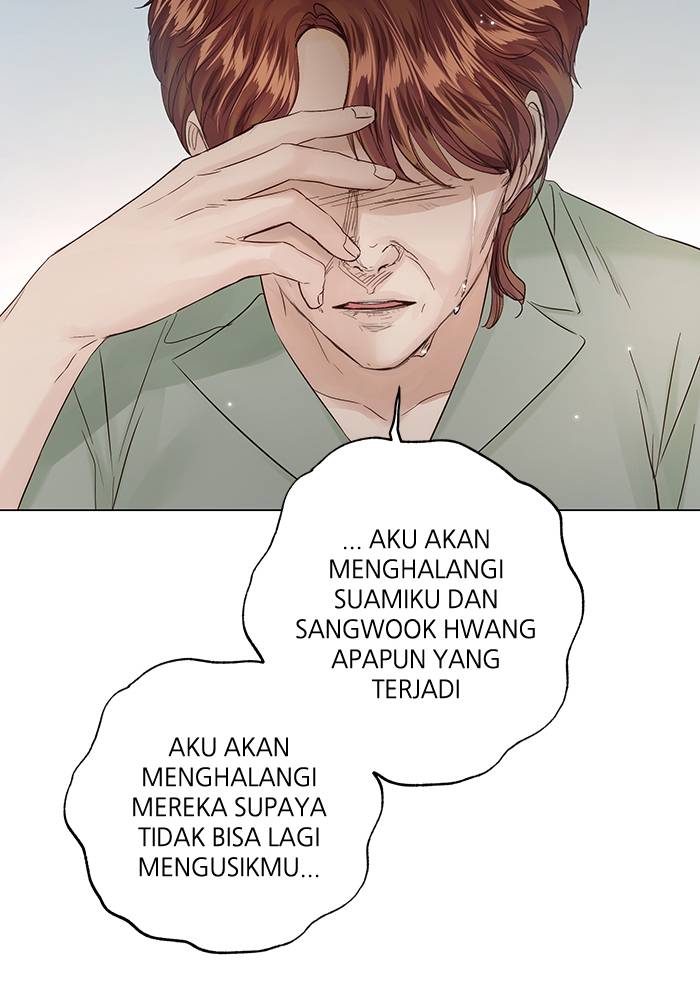 ... AKU AKAN
MENGHALANGI
SUAMIKU DAN
SANGWOOK HWANG
APAPUN YANG
TERJADI
AKU AKAN
MENGHALANGI
MEREKA SUPAYA
TIDAK BISA LAGI
MENGUSIKMU...